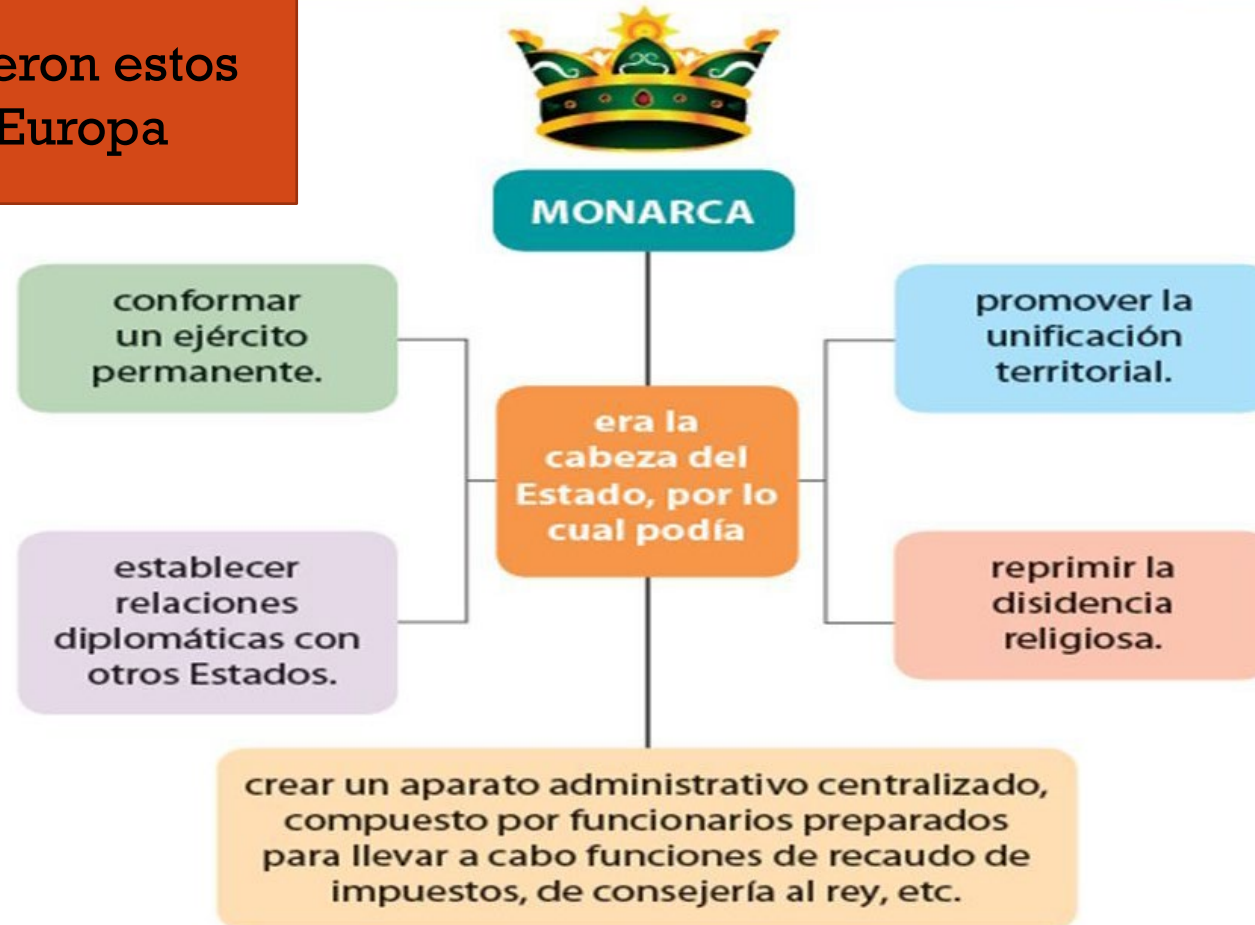 eron estos
Europa
MONARCA
conformar
un ejército
permanente.
promover la
unificación
territorial.
era la
cabeza del
Estado, por lo
cual podía
establecer
relaciones
diplomáticas con
otros Estados.
reprimir la
disidencia
religiosa.
crear un aparato administrativo centralizado,
compuesto por funcionarios preparados
para llevar a cabo funciones de recaudo de
impuestos, de consejería al rey, etc.